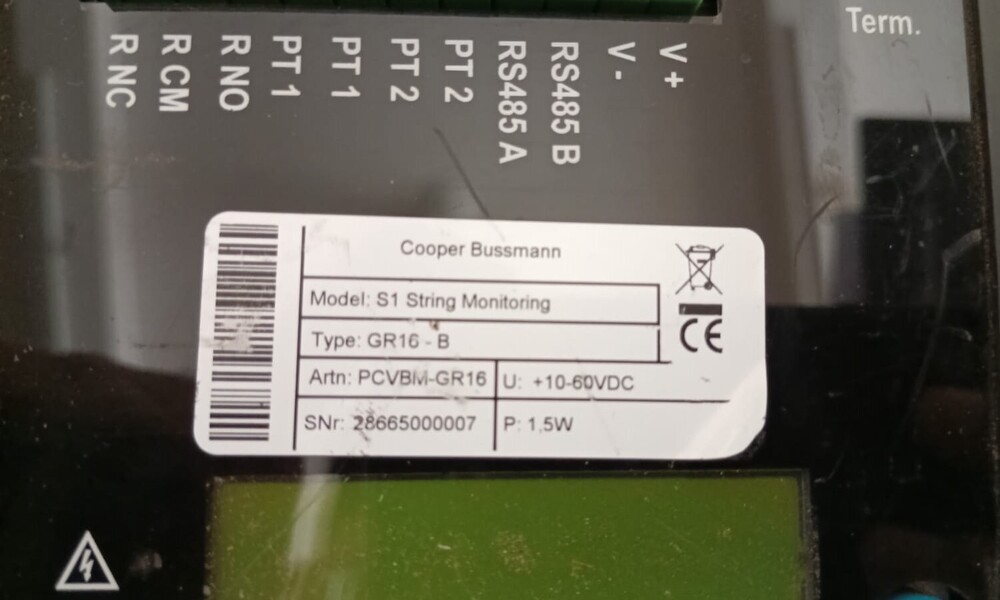 Term.
R NC
R CM
R NO
PT 1
PT 1
PT 2
PT 2
RS485 A
RS485 B
V -
V +
Cooper Bussmann
Model: S1 String Monitoring
Type: GR16 - B
Artn: PCVBM-GR16
U: +10-60VDC
SNr: 28665000007
P: 1.5W
CE